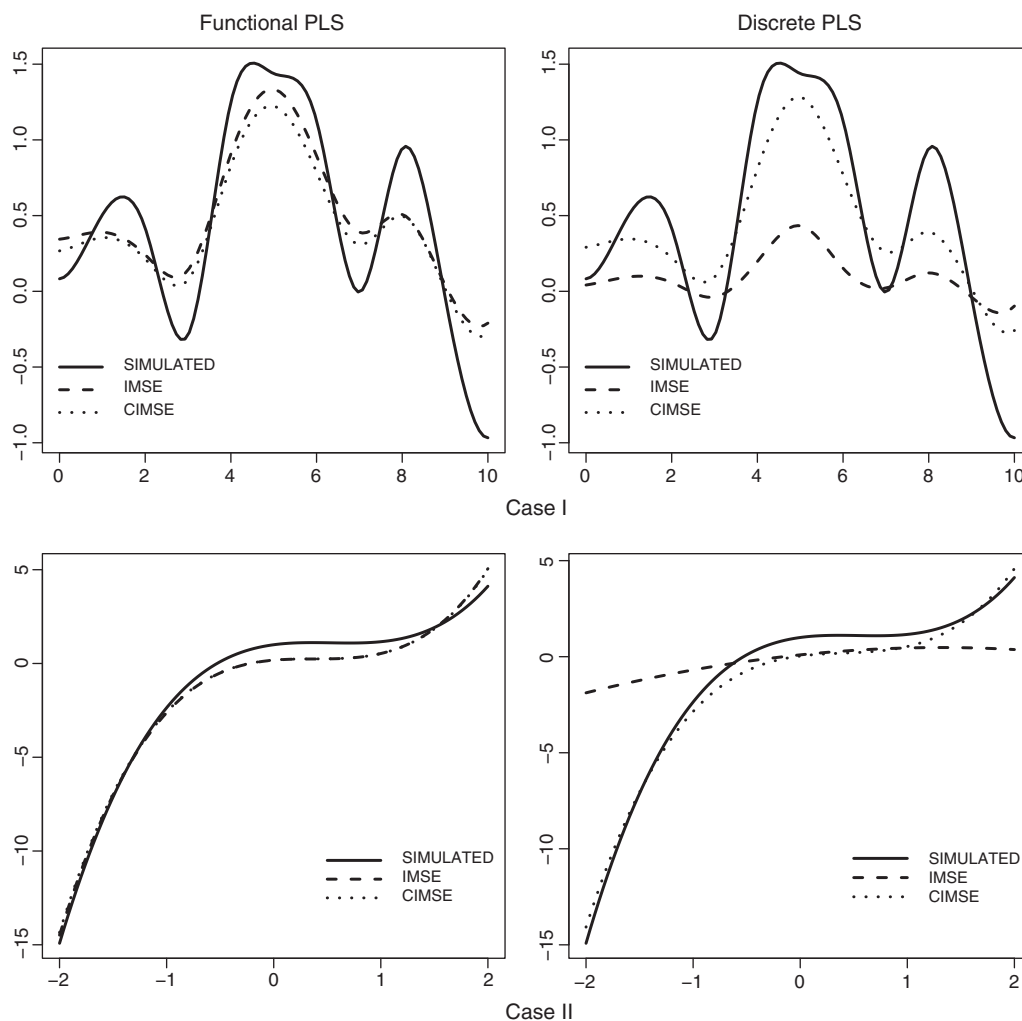 Functional PLS
Discrete PLS
1.5
1.0
0.5
0.0
−0.5
−1.0
SIMULATED
IMSE
CIMSE
0 2 4 6 8 10
1.5
1.0
0.5
0.0
−0.5
−1.0
SIMULATED
IMSE
CIMSE
0 2 4 6 8 10
Case I
5
0
−5
−10
−15
SIMULATED
IMSE
CIMSE
−2 −1 0 1 2
5
0
−5
−10
−15
SIMULATED
IMSE
CIMSE
−2 −1 0 1 2
Case II